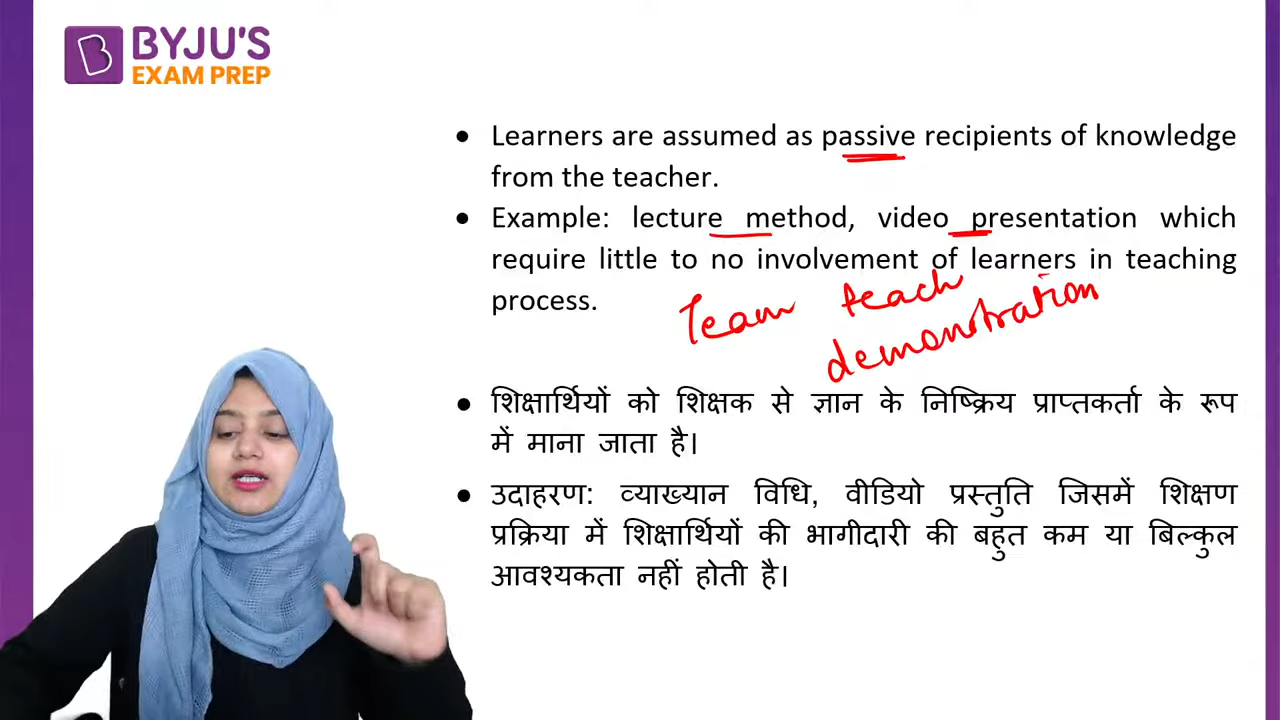 BYJU'S
EXAM PREP
• Learners are assumed as passive recipients of knowledge
from the teacher.
• Example: lecture method, video presentation which
require little to no involvement of learners in teaching
process.
Team teach
demonstration
• शिक्षार्थियों को शिक्षक से ज्ञान के निष्क्रिय प्राप्तकर्ता के रूप
में माना जाता है।
• उदाहरण: व्याख्यान विधि, वीडियो प्रस्तुति जिसमें शिक्षण
प्रक्रिया में शिक्षार्थियों की भागीदारी की बहुत कम या बिल्कुल
आवश्यकता नहीं होती है।